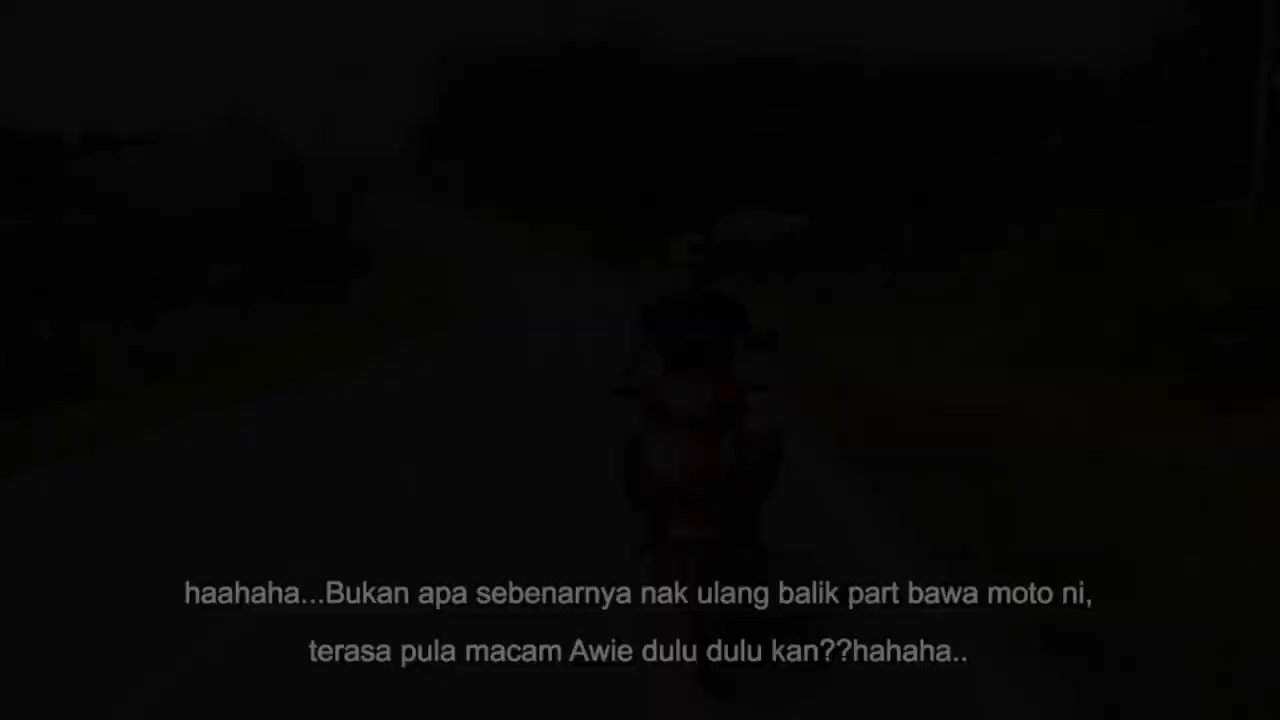 haahaha...Bukan apa sebenarnya nak ulang balik part bawa moto ni,
terasa pula macam Awie dulu dulu kan??hahaha..